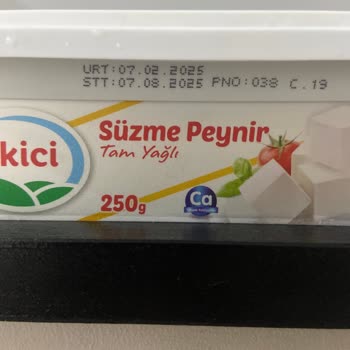 URT:07.02.2025
STT:07.08.2025 PNO:038 C.19
kici
Süzme Peynir
Tam Yağlı
250g
Ca